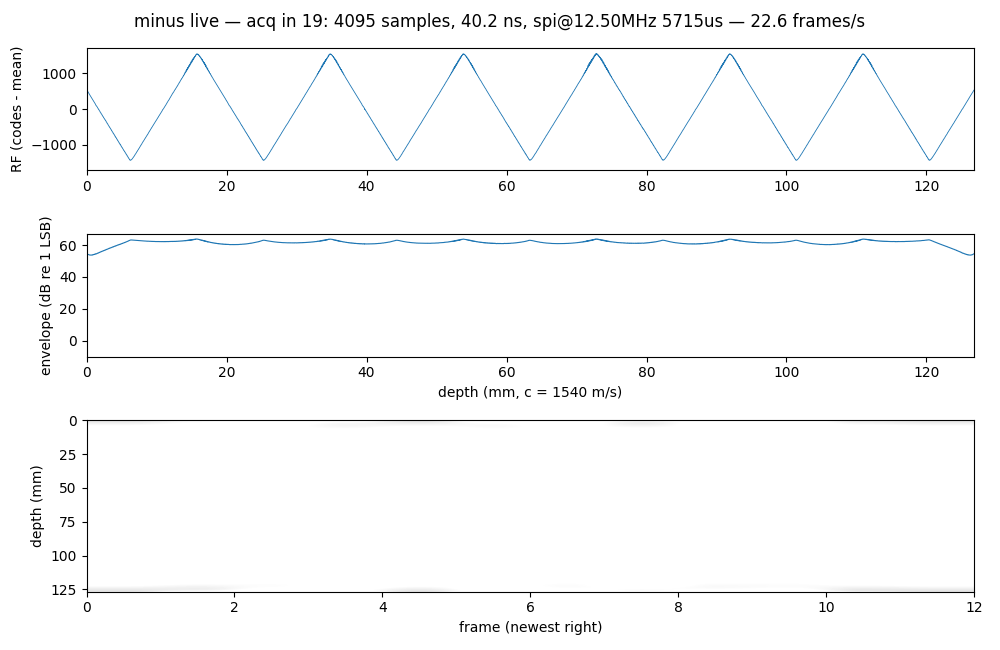 minus live — acq in 19: 4095 samples, 40.2 ns, spi@12.50MHz 5715us — 22.6 frames/s
RF (codes - mean)
1000
0
−1000
0 20 40 60 80 100 120
envelope (dB re 1 LSB)
60
40
20
0
0 20 40 60 80 100 120
depth (mm, c = 1540 m/s)
depth (mm)
0
25
50
75
100
125
0 2 4 6 8 10 12
frame (newest right)